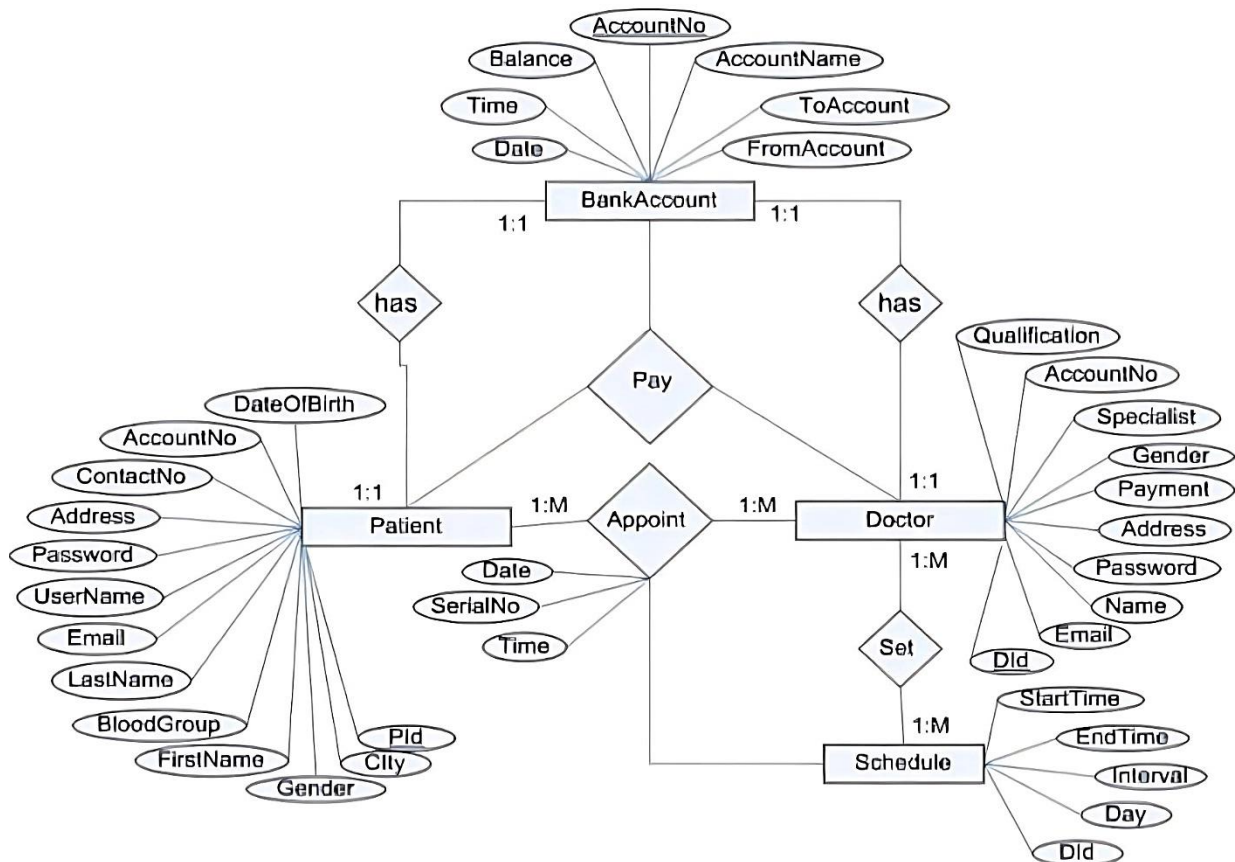 AccountNo
Balance
AccountName
Time
ToAccount
Date
FromAccount
BankAccount
1:1
1:1
has
has
Qualification
Pay
AccountNo
DateOfBirth
Specialist
AccountNo
Gender
ContactNo
Payment
1:1
1:1
Address
Patient
1:M
Appoint
1:M
Doctor
Address
Password
1:M
Password
Date
UserName
SerialNo
Name
Email
Time
Set
Email
LastName
DId
StartTime
BloodGroup
PId
1:M
EndTime
FirstName
City
Schedule
Interval
Gender
Day
DId